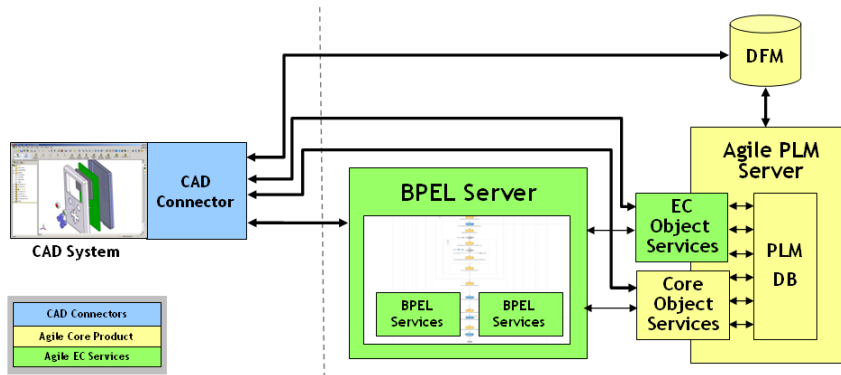 DFM
Agile PLM
Server
CAD
Connector
CAD System
BPEL Server
EC
Object
Services
PLM
DB
Core
Object
Services
BPEL
Services
BPEL
Services
CAD Connectors
Agile Core Product
Agile EC Services